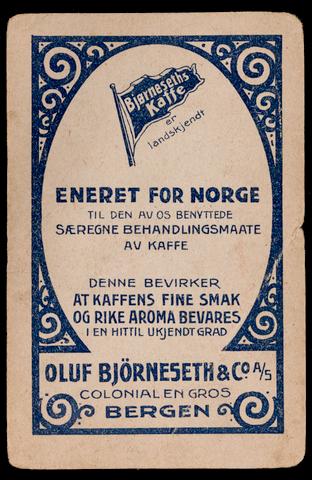 Bjørneseths
Kaffe
er
landskjendt
ENERET FOR NORGE
TIL DEN AV OS BENYTTEDE
SÆREGNE BEHANDLINGSMAATE
AV KAFFE
DENNE BEVIRKER
AT KAFFENS FINE SMAK
OG RIKE AROMA BEVARES
I EN HITTIL UKJENDT GRAD
OLUF BJÖRNESETH & Co. A/S
COLONIAL EN GROS
BERGEN